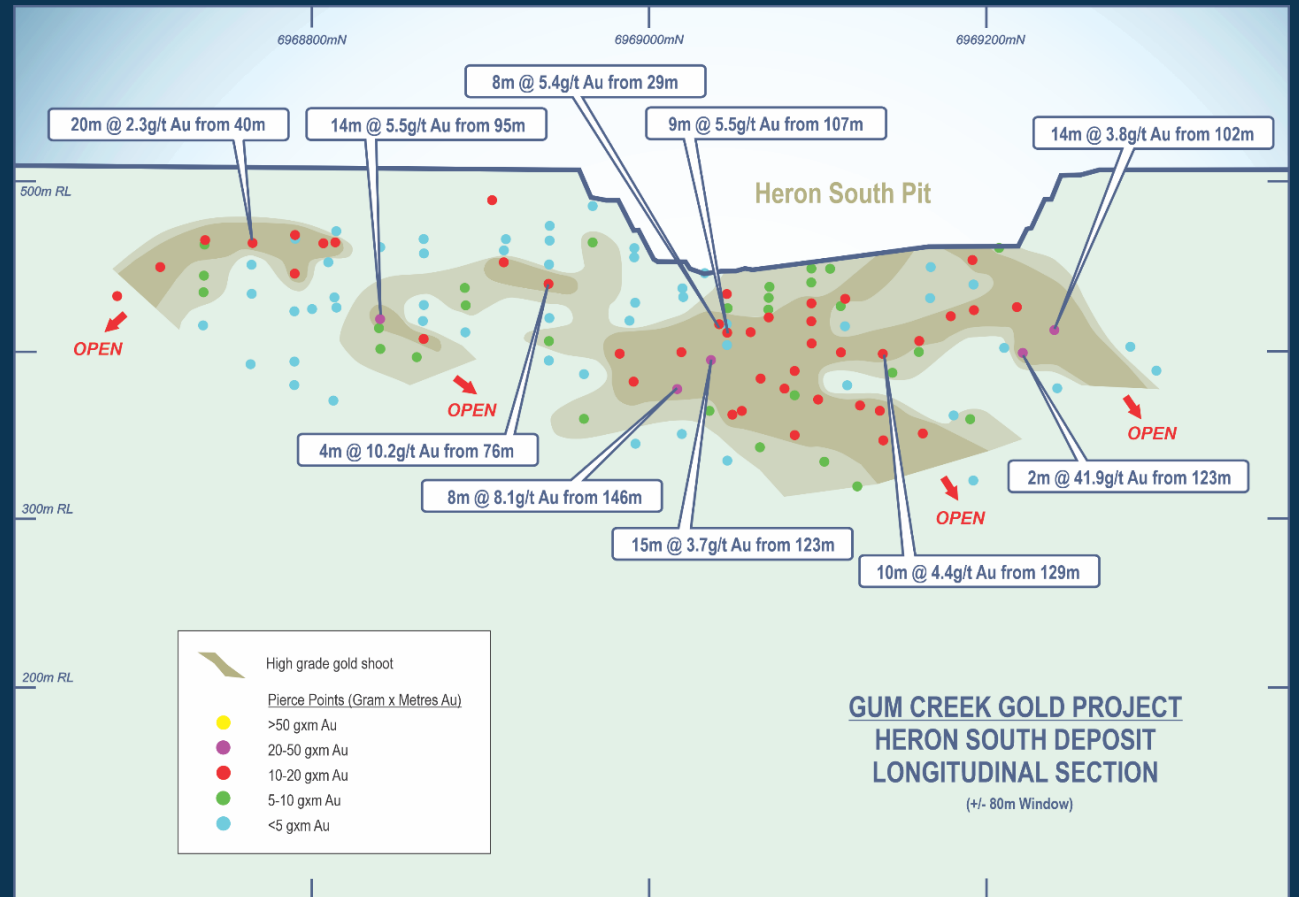 6968800mN
6969000mN
6969200mN
8m @ 5.4g/t Au from 29m
20m @ 2.3g/t Au from 40m
14m @ 5.5g/t Au from 95m
9m @ 5.5g/t Au from 107m
14m @ 3.8g/t Au from 102m
500m RL
Heron South Pit
OPEN
OPEN
OPEN
4m @ 10.2g/t Au from 76m
2m @ 41.9g/t Au from 123m
8m @ 8.1g/t Au from 146m
300m RL
OPEN
15m @ 3.7g/t Au from 123m
10m @ 4.4g/t Au from 129m
200m RL
High grade gold shoot
Pierce Points (Gram x Metres Au)
>50 gxm Au
20-50 gxm Au
10-20 gxm Au
5-10 gxm Au
<5 gxm Au
GUM CREEK GOLD PROJECT
HERON SOUTH DEPOSIT
LONGITUDINAL SECTION
(+/- 80m Window)